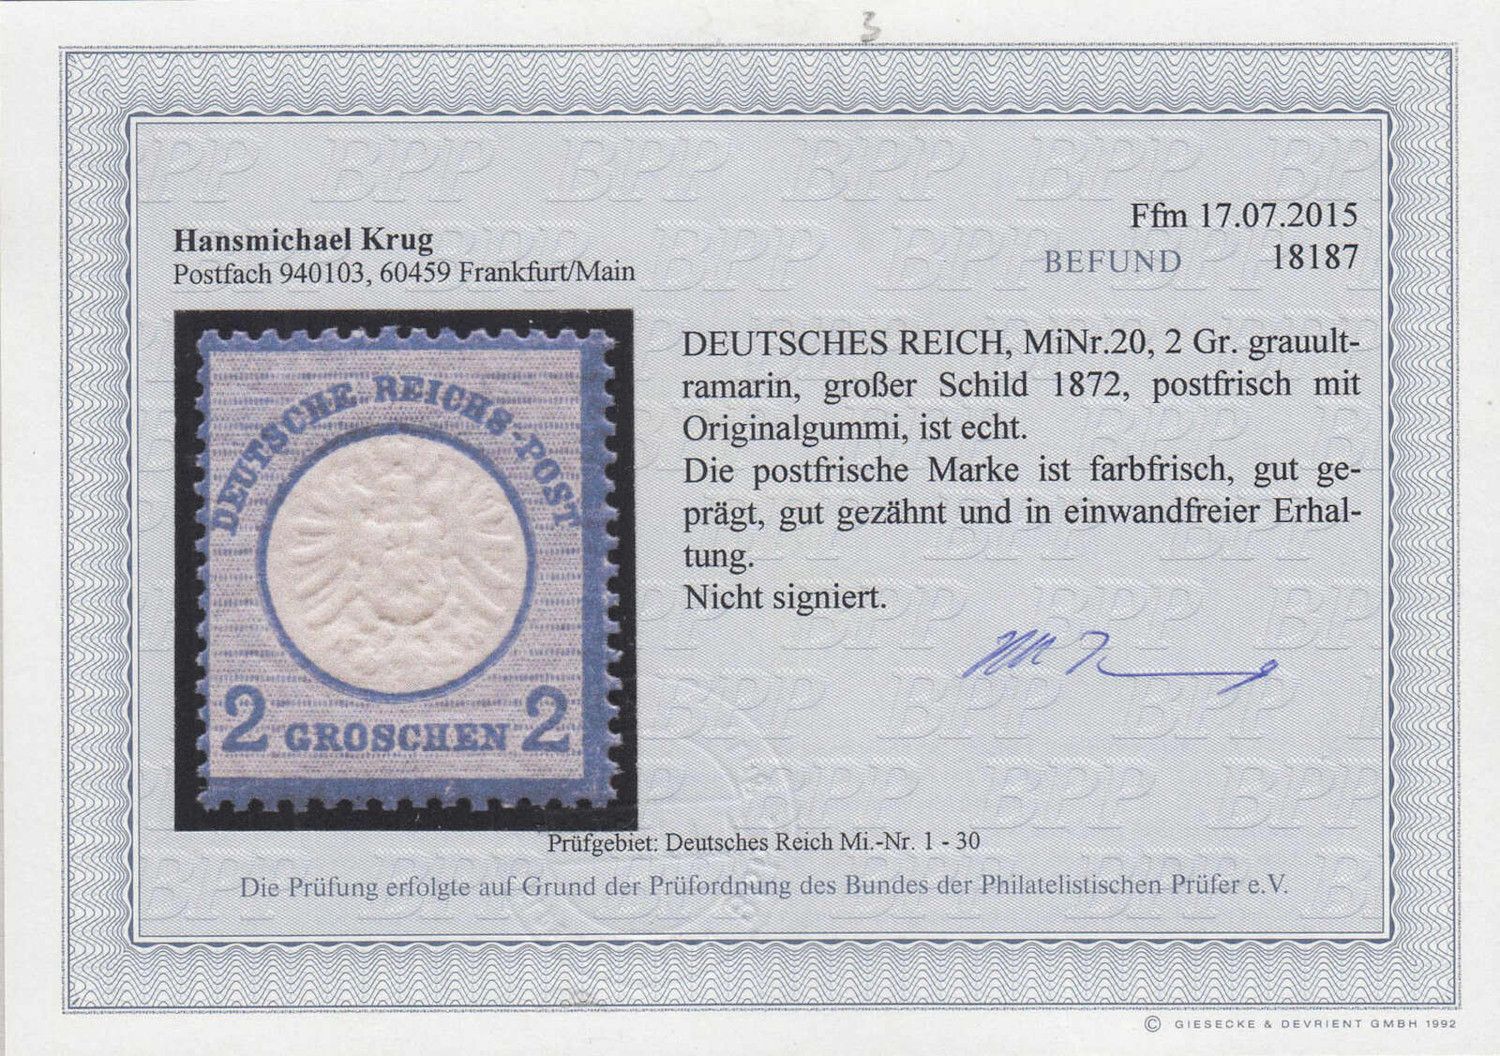 3
Hansmichael Krug
Postfach 940103, 60459 Frankfurt/Main
Ffm 17.07.2015
BEFUND 18187
DEUTSCHE REICHS-POST
2 GROSCHEN 2
DEUTSCHES REICH, MiNr.20, 2 Gr. grauult-
ramarin, großer Schild 1872, postfrisch mit
Originalgummi, ist echt.
Die postfrische Marke ist farbfrisch, gut ge-
prägt, gut gezähnt und in einwandfreier Erhal-
tung.
Nicht signiert.
Prüfgebiet: Deutsches Reich Mi.-Nr. 1 - 30
Die Prüfung erfolgte auf Grund der Prüfordnung des Bundes der Philatelistischen Prüfer e.V.
© GIESECKE & DEVRIENT GMBH 1992
BPP